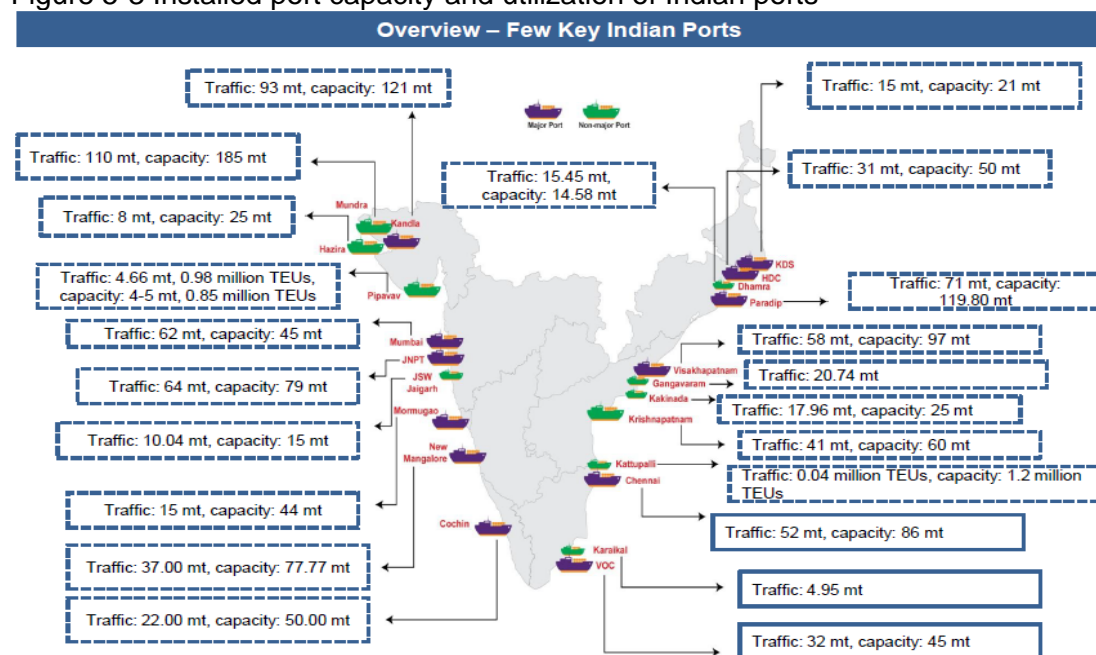 Figure 3-3 Installed port capacity and utilization of Indian ports
Overview – Few Key Indian Ports
Traffic: 93 mt, capacity: 121 mt
Traffic: 15 mt, capacity: 21 mt
Major Port
Non-major Port
Traffic: 110 mt, capacity: 185 mt
Traffic: 15.45 mt,
capacity: 14.58 mt
Traffic: 31 mt, capacity: 50 mt
Mundra
Traffic: 8 mt, capacity: 25 mt
Kandla
Hazira
KDS
HDC
Dhamra
Traffic: 4.66 mt, 0.98 million TEUs,
capacity: 4-5 mt, 0.85 million TEUs
Pipavav
Paradip
Traffic: 71 mt, capacity:
119.80 mt
Traffic: 62 mt, capacity: 45 mt
Mumbai
Traffic: 58 mt, capacity: 97 mt
JNPT
Visakhapatnam
Traffic: 20.74 mt
Traffic: 64 mt, capacity: 79 mt
JSW
Jaigarh
Gangavaram
Kakinada
Traffic: 17.96 mt, capacity: 25 mt
Mormugao
Krishnapatnam
Traffic: 10.04 mt, capacity: 15 mt
Traffic: 41 mt, capacity: 60 mt
New
Mangalore
Kattupalli
Traffic: 0.04 million TEUs, capacity: 1.2 million
TEUs
Chennai
Traffic: 15 mt, capacity: 44 mt
Cochin
Traffic: 52 mt, capacity: 86 mt
Traffic: 37.00 mt, capacity: 77.77 mt
Karaikal
VOC
Traffic: 4.95 mt
Traffic: 22.00 mt, capacity: 50.00 mt
Traffic: 32 mt, capacity: 45 mt